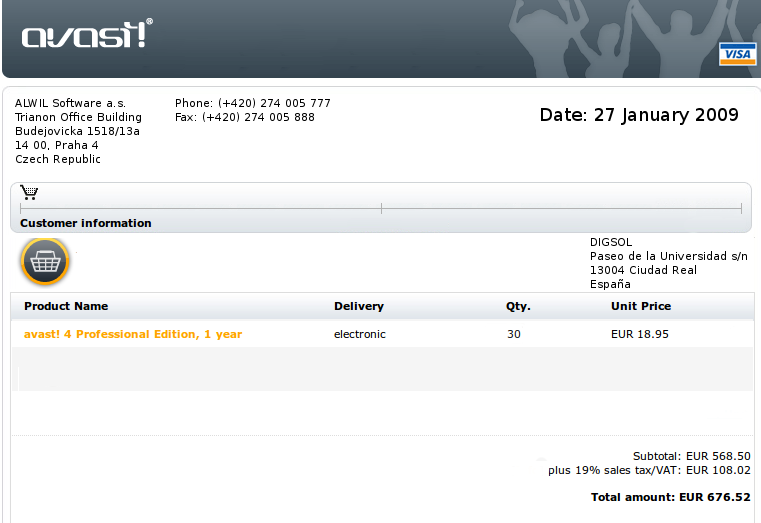 avast!®
VISA
ALWIL Software a.s.
Trianon Office Building
Budejovicka 1518/13a
14 00, Praha 4
Czech Republic
Phone: (+420) 274 005 777
Fax: (+420) 274 005 888
Date: 27 January 2009
Customer information
DIGSOL
Paseo de la Universidad s/n
13004 Ciudad Real
España
Product Name Delivery Qty. Unit Price
avast! 4 Professional Edition, 1 year electronic 30 EUR 18.95
Subtotal: EUR 568.50
plus 19% sales tax/VAT: EUR 108.02
Total amount: EUR 676.52